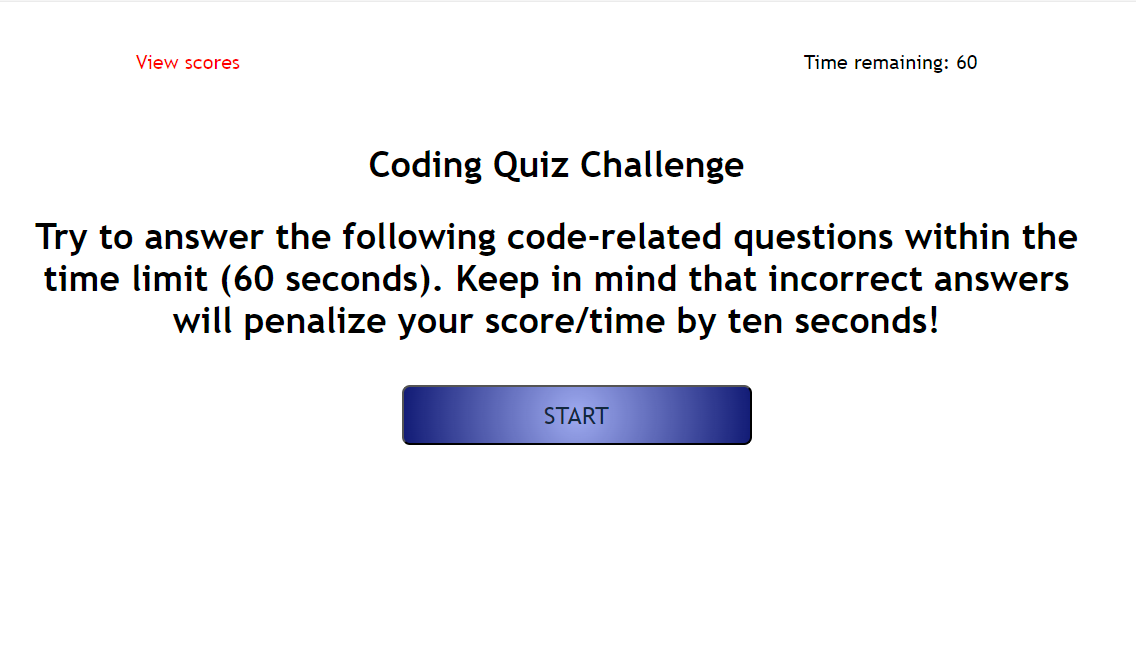 View scores
Time remaining: 60
Coding Quiz Challenge
Try to answer the following code-related questions within the
time limit (60 seconds). Keep in mind that incorrect answers
will penalize your score/time by ten seconds!
START